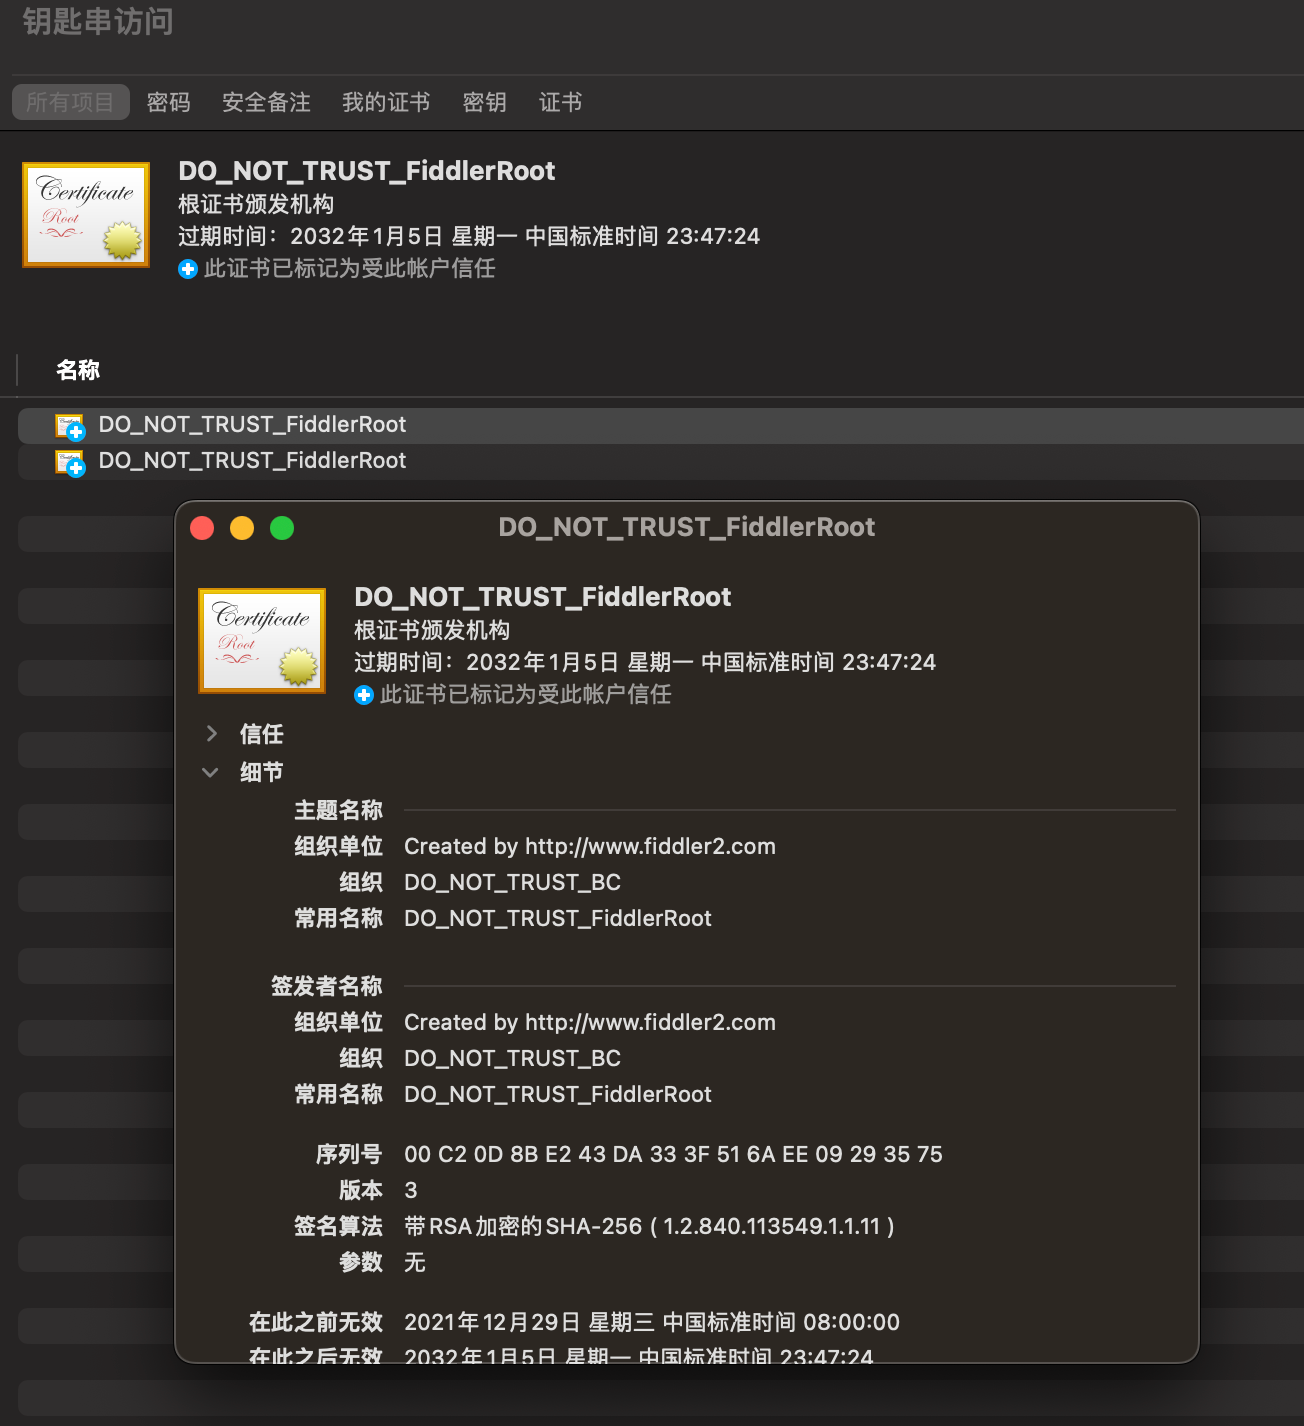 钥匙串访问
所有项目 密码 安全备注 我的证书 密钥 证书
Certificate
Root
DO_NOT_TRUST_FiddlerRoot
根证书颁发机构
过期时间：2032年1月5日 星期一 中国标准时间 23:47:24
此证书已标记为受此帐户信任
名称
DO_NOT_TRUST_FiddlerRoot
DO_NOT_TRUST_FiddlerRoot
DO_NOT_TRUST_FiddlerRoot
Certificate
Root
DO_NOT_TRUST_FiddlerRoot
根证书颁发机构
过期时间：2032年1月5日 星期一 中国标准时间 23:47:24
此证书已标记为受此帐户信任
信任
细节
主题名称
组织单位 Created by http://www.fiddler2.com
组织 DO_NOT_TRUST_BC
常用名称 DO_NOT_TRUST_FiddlerRoot
签发者名称
组织单位 Created by http://www.fiddler2.com
组织 DO_NOT_TRUST_BC
常用名称 DO_NOT_TRUST_FiddlerRoot
序列号 00 C2 0D 8B E2 43 DA 33 3F 51 6A EE 09 29 35 75
版本 3
签名算法 带RSA加密的SHA-256 ( 1.2.840.113549.1.1.11 )
参数 无
在此之前无效 2021年12月29日 星期三 中国标准时间 08:00:00
在此之后无效 2032年1月5日 星期一 中国标准时间 23:47:24